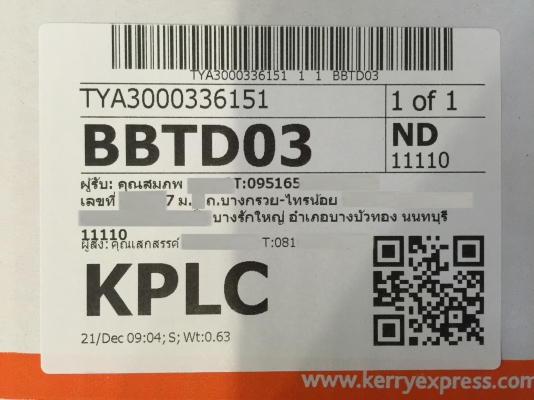 TYA3000336151 1 1 BBTD03
TYA3000336151
1 of 1
BBTD03
ND
11110
ผู้รับ: คุณสมภพ T:095165
เลขที่ 7 ม. ถ.บางกรวย-ไทรน้อย
บางรักใหญ่ อำเภอบางบัวทอง นนทบุรี
11110
ผู้ส่ง: คุณเสกสรรค์ T:081
KPLC
21/Dec 09:04; S; Wt:0.63
www.kerryexpress.com